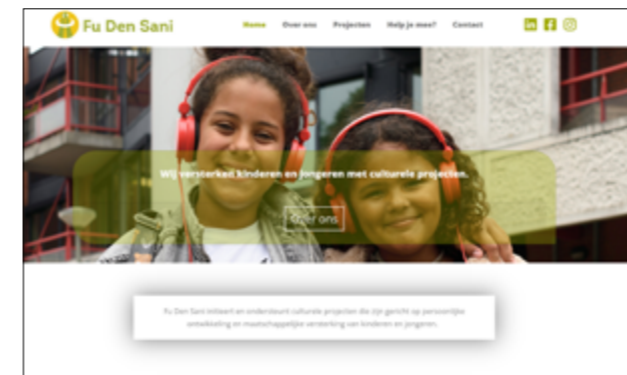 Fu Den Sani
Home Over ons Projecten Help je mee? Contact
Wij versterken kinderen en jongeren met culturele projecten.
Over ons
Fu Den Sani initieert en ondersteunt culturele projecten die zijn gericht op persoonlijke
ontwikkeling en maatschappelijke versterking van kinderen en jongeren.